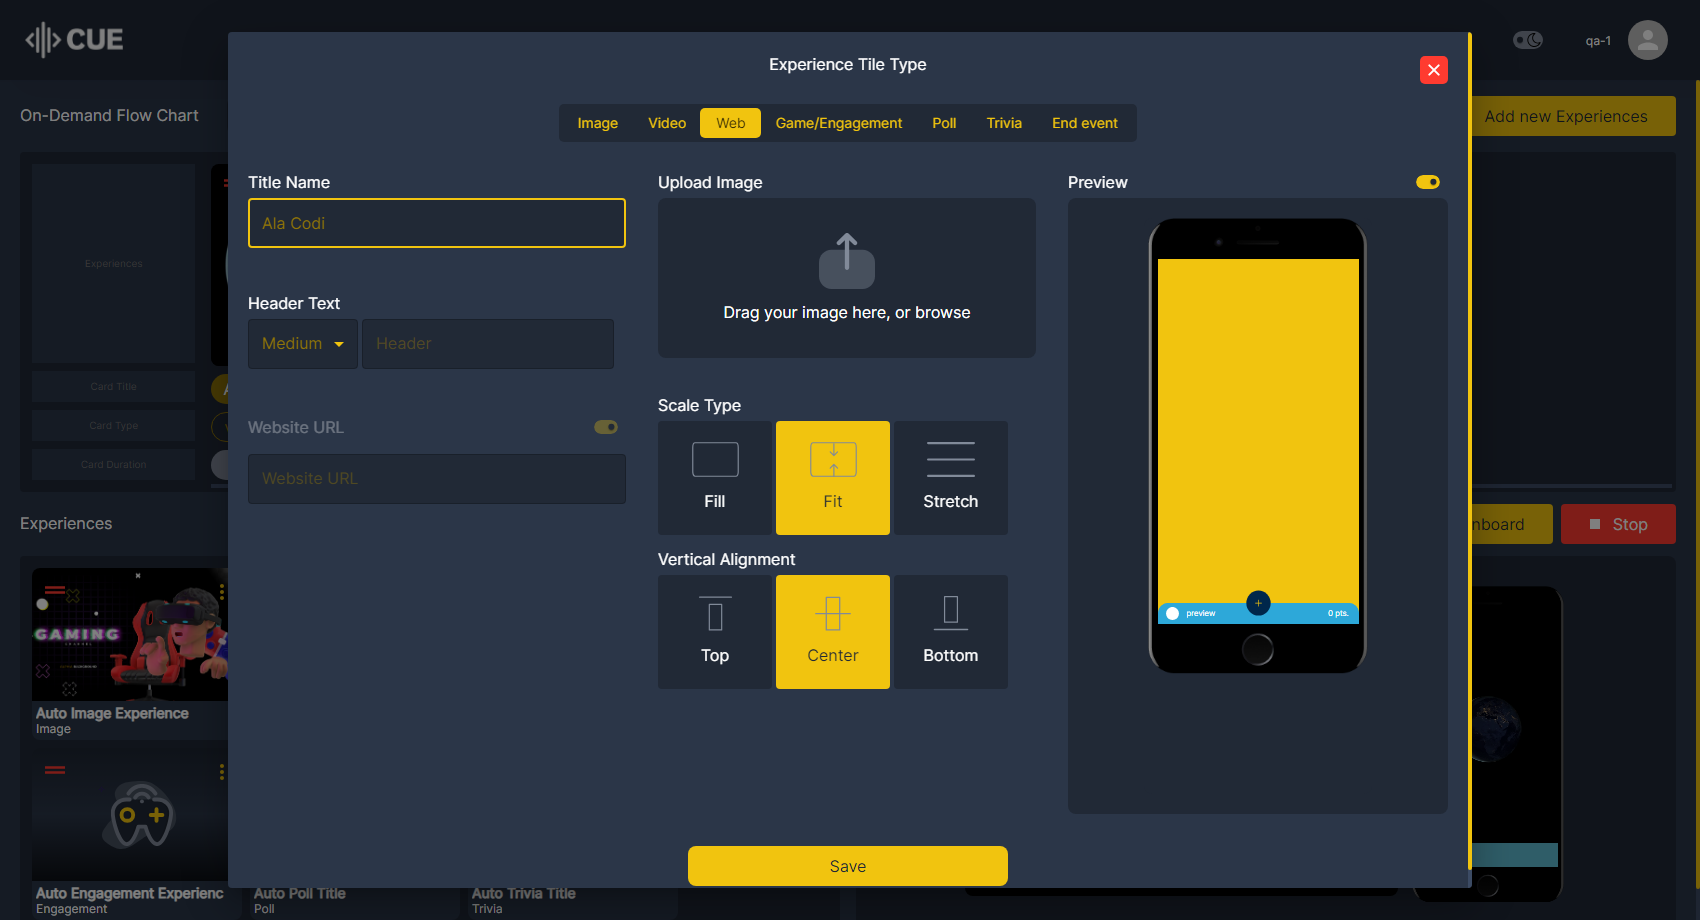 CUE
qa-1
Experience Tile Type
Image
Video
Web
Game/Engagement
Poll
Trivia
End event
On-Demand Flow Chart
Add new Experiences
Title Name
Ala Codi
Upload Image
Drag your image here, or browse
Preview
Experiences
Header Text
Medium
Header
Card Title
Card Type
Card Duration
Website URL
Website URL
Scale Type
Fill
Fit
Stretch
Experiences
Stop
Vertical Alignment
Top
Center
Bottom
preview
0 pts.
GAMING
Auto Image Experience
Image
Save
Auto Engagement Experienc
Engagement
Auto Poll Title
Poll
Auto Trivia Title
Trivia